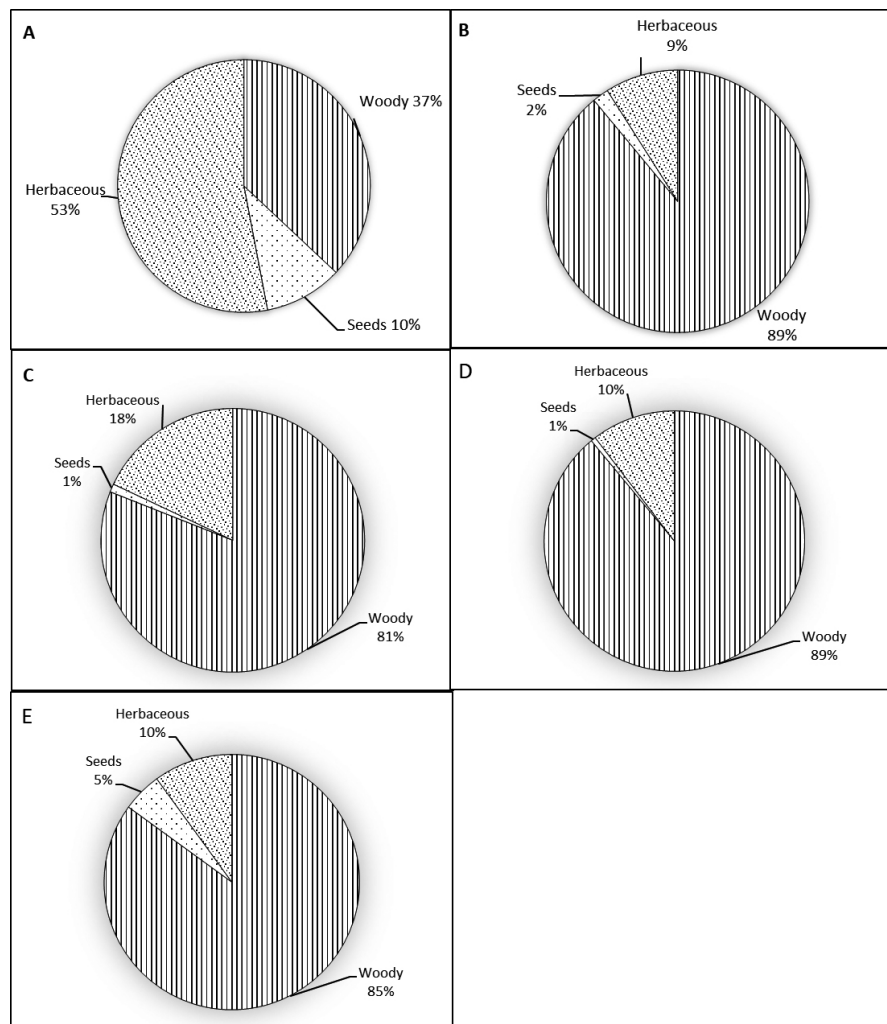 A
Woody 37%
Herbaceous
53%
Seeds 10%
B
Herbaceous
9%
Seeds
2%
Woody
89%
C
Herbaceous
18%
Seeds
1%
Woody
81%
D
Herbaceous
10%
Seeds
1%
Woody
89%
E
Herbaceous
10%
Seeds
5%
Woody
85%